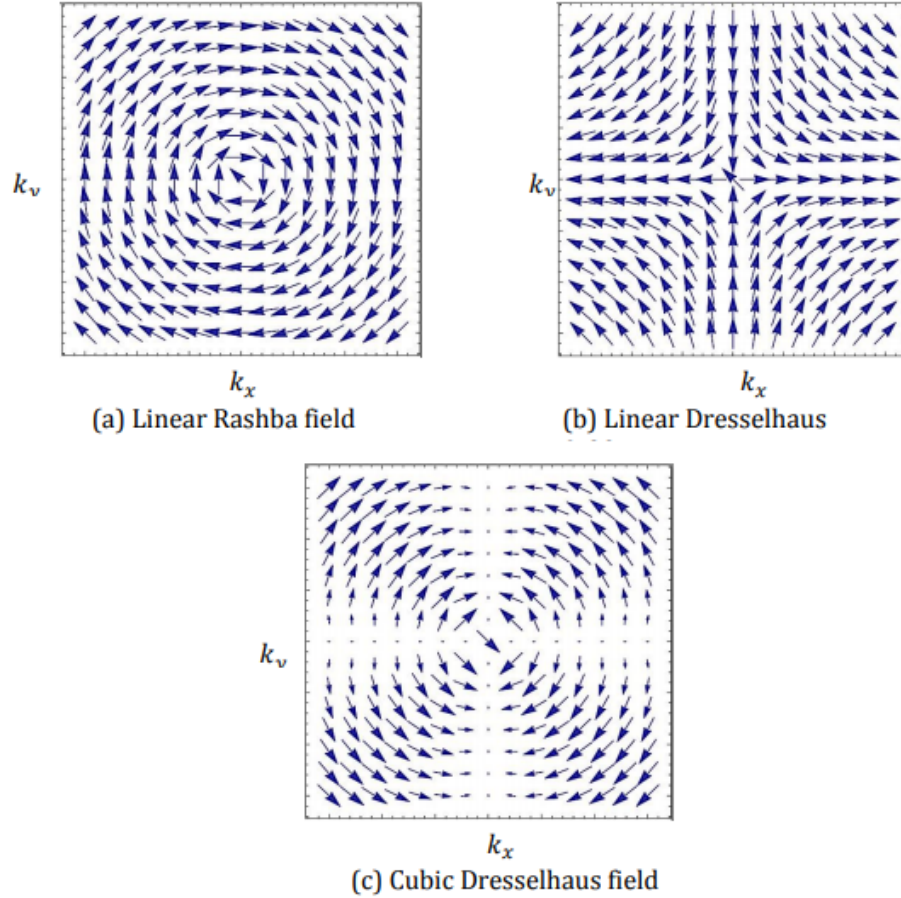 k_v k_v
k_x k_x
(a) Linear Rashba field (b) Linear Dresselhaus
k_v
k_x
(c) Cubic Dresselhaus field